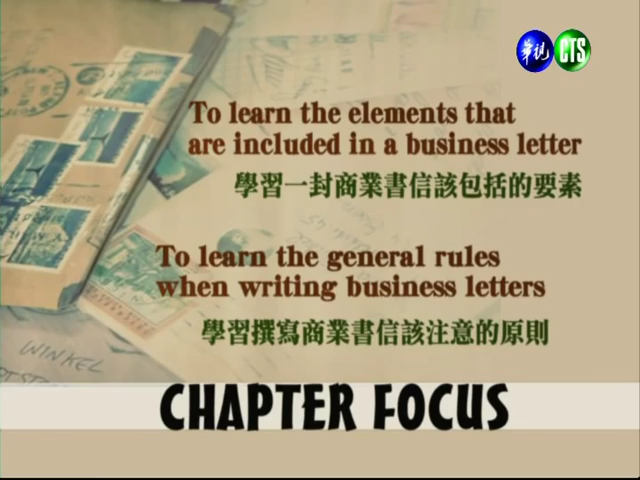 華視 CTS
To learn the elements that
are included in a business letter
學習一封商業書信該包括的要素
To learn the general rules
when writing business letters
學習撰寫商業書信該注意的原則
WINKEL
CHAPTER FOCUS